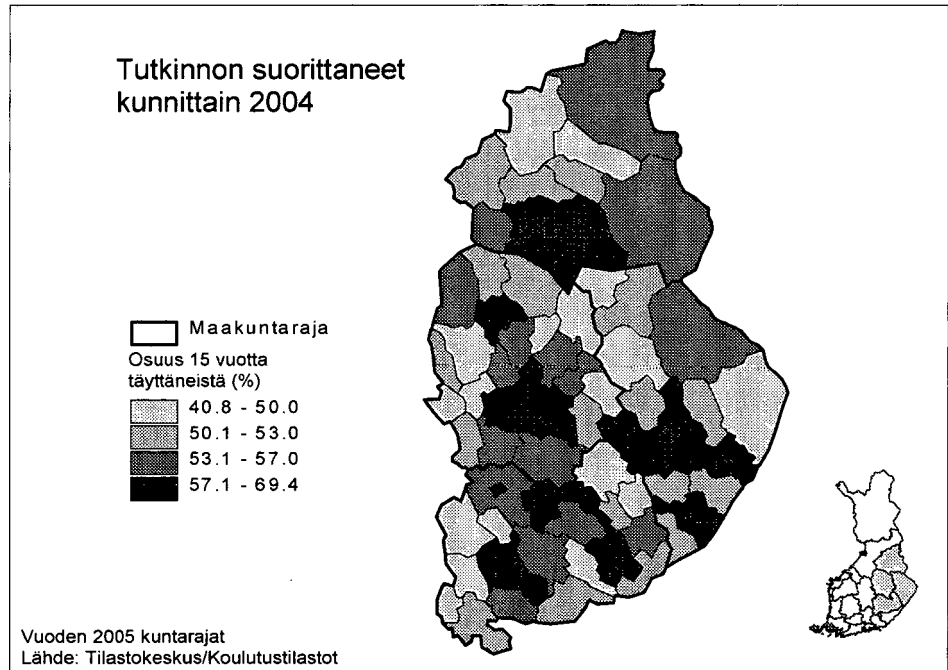 Tutkinnon suorittaneet
kunnittain 2004
Maakuntaraja
Osuus 15 vuotta
täyttäneistä (%)
40.8 - 50.0
50.1 - 53.0
53.1 - 57.0
57.1 - 69.4
Vuoden 2005 kuntarajat
Lähde: Tilastokeskus/Koulutustilastot